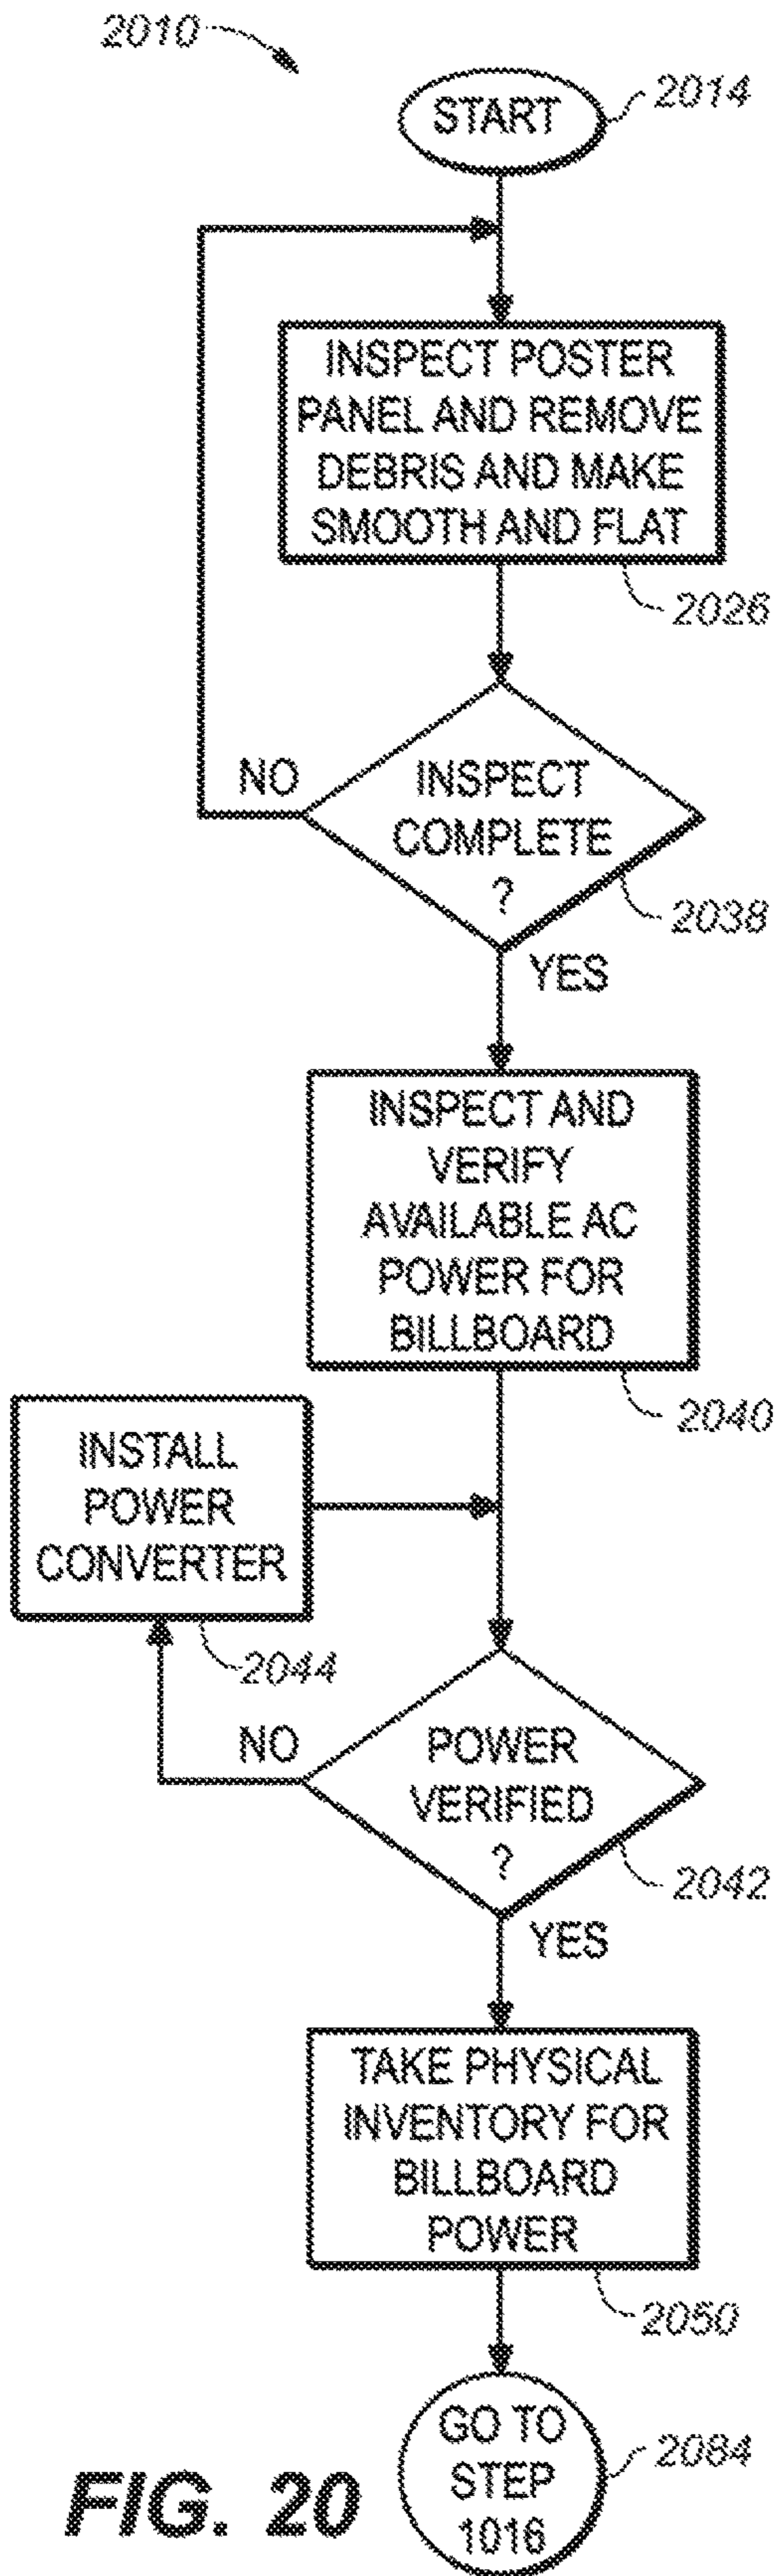 2010
START
2014
INSPECT POSTER
PANEL AND REMOVE
DEBRIS AND MAKE
SMOOTH AND FLAT
2026
NO
INSPECT
COMPLETE
?
2038
YES
INSPECT AND
VERIFY
AVAILABLE AC
POWER FOR
BILLBOARD
2040
INSTALL
POWER
CONVERTER
2044
NO
POWER
VERIFIED
?
2042
YES
TAKE PHYSICAL
INVENTORY FOR
BILLBOARD
POWER
2050
GO TO
STEP
1016
2084
FIG. 20